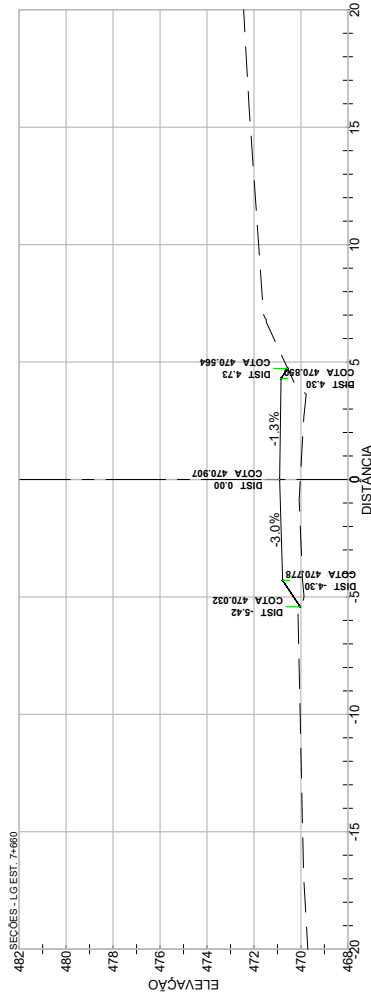 SEÇÕES - LG EST. 7+660
482
480
478
476
474
472
470
468
ELEVAÇÃO
-20
-15
-10
-5
0
5
10
15
20
DISTÂNCIA
-3.0%
-1.3%
DIST -5.42
COTA 470.032
DIST -4.30
COTA 470.778
DIST 0.00
COTA 470.907
DIST 4.30
COTA 470.850
DIST 4.73
COTA 470.564